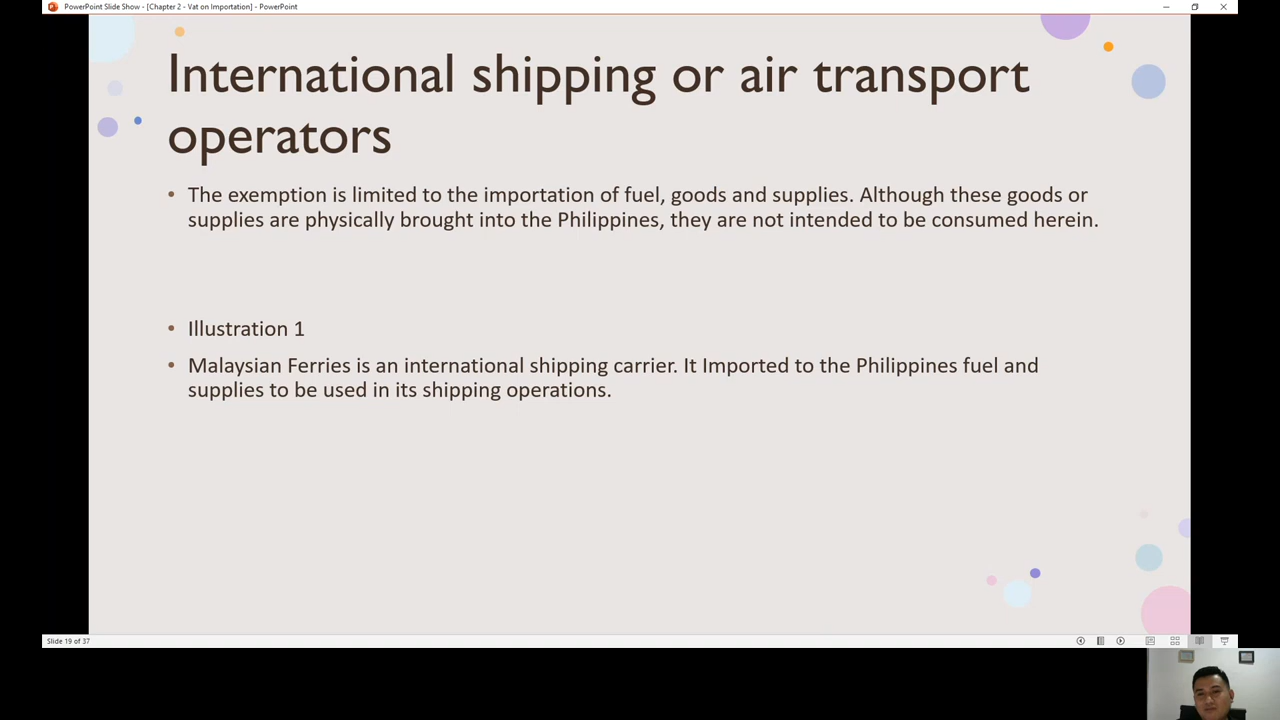 PowerPoint Slide Show - [Chapter 2 - Vat on Importation] - PowerPoint
International shipping or air transport
operators
• The exemption is limited to the importation of fuel, goods and supplies. Although these goods or
supplies are physically brought into the Philippines, they are not intended to be consumed herein.
• Illustration 1
• Malaysian Ferries is an international shipping carrier. It Imported to the Philippines fuel and
supplies to be used in its shipping operations.
Slide 19 of 37